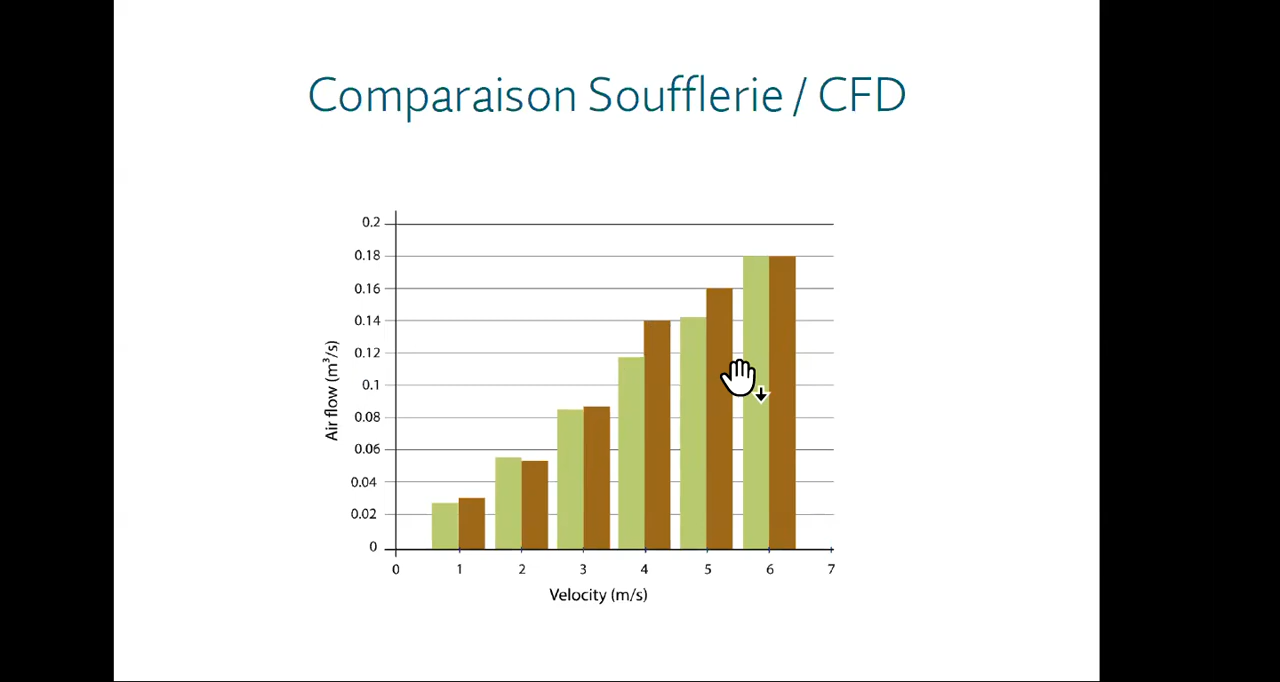 Comparaison Soufflerie / CFD
0.2
0.18
0.16
0.14
0.12
0.1
0.08
0.06
0.04
0.02
0
Air flow (m³/s)
0 1 2 3 4 5 6 7
Velocity (m/s)